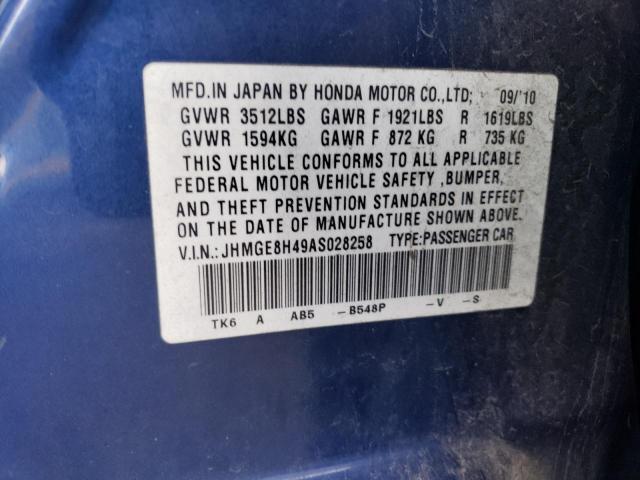 MFD.IN JAPAN BY HONDA MOTOR CO.,LTD; 09/'10
GVWR 3512LBS GAWR F 1921LBS R 1619LBS
GVWR 1594KG GAWR F 872 KG R 735 KG
THIS VEHICLE CONFORMS TO ALL APPLICABLE
FEDERAL MOTOR VEHICLE SAFETY ,BUMPER,
AND THEFT PREVENTION STANDARDS IN EFFECT
ON THE DATE OF MANUFACTURE SHOWN ABOVE.
V.I.N.:JHMGE8H49AS028258 TYPE:PASSENGER CAR
TK6 A AB5 -B548P -V -S